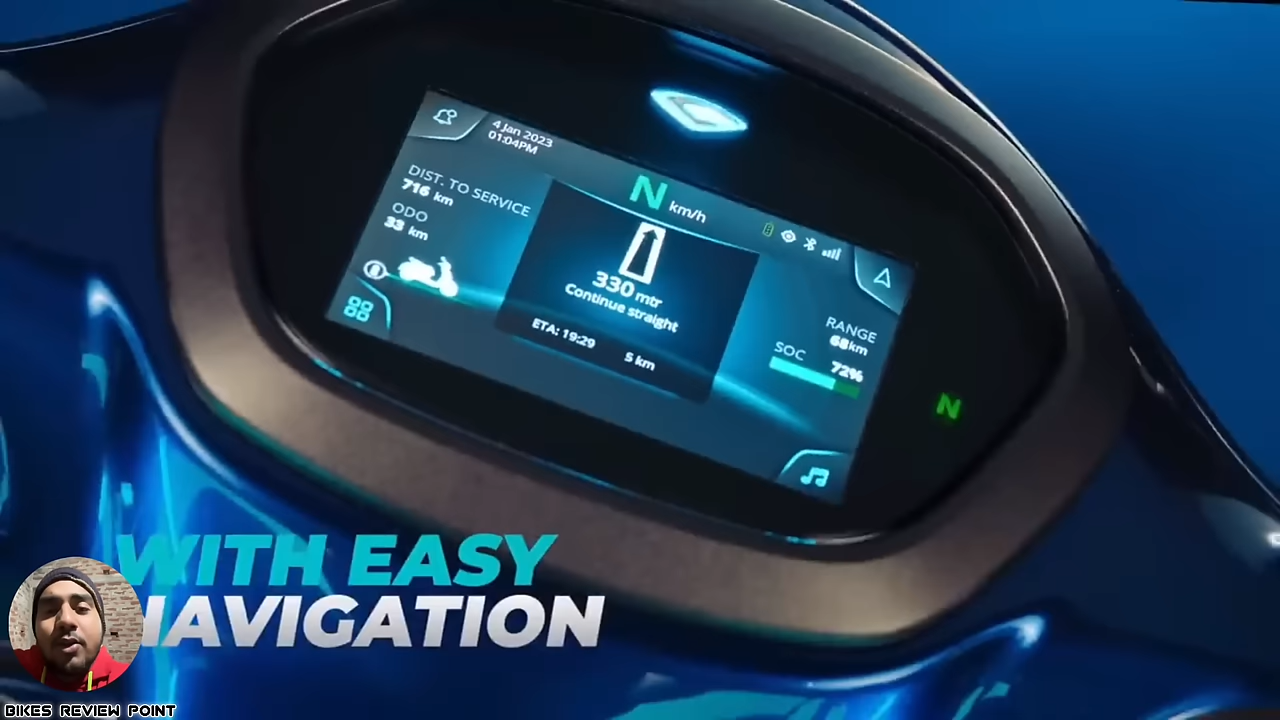 4 Jan 2023
01:04PM
N km/h
DIST. TO SERVICE
716 km
ODO
33 km
330 mtr
Continue straight
ETA: 19:29 5 km
RANGE
68km
SOC 72%
N
WITH EASY
NAVIGATION
BIKES REVIEW POINT